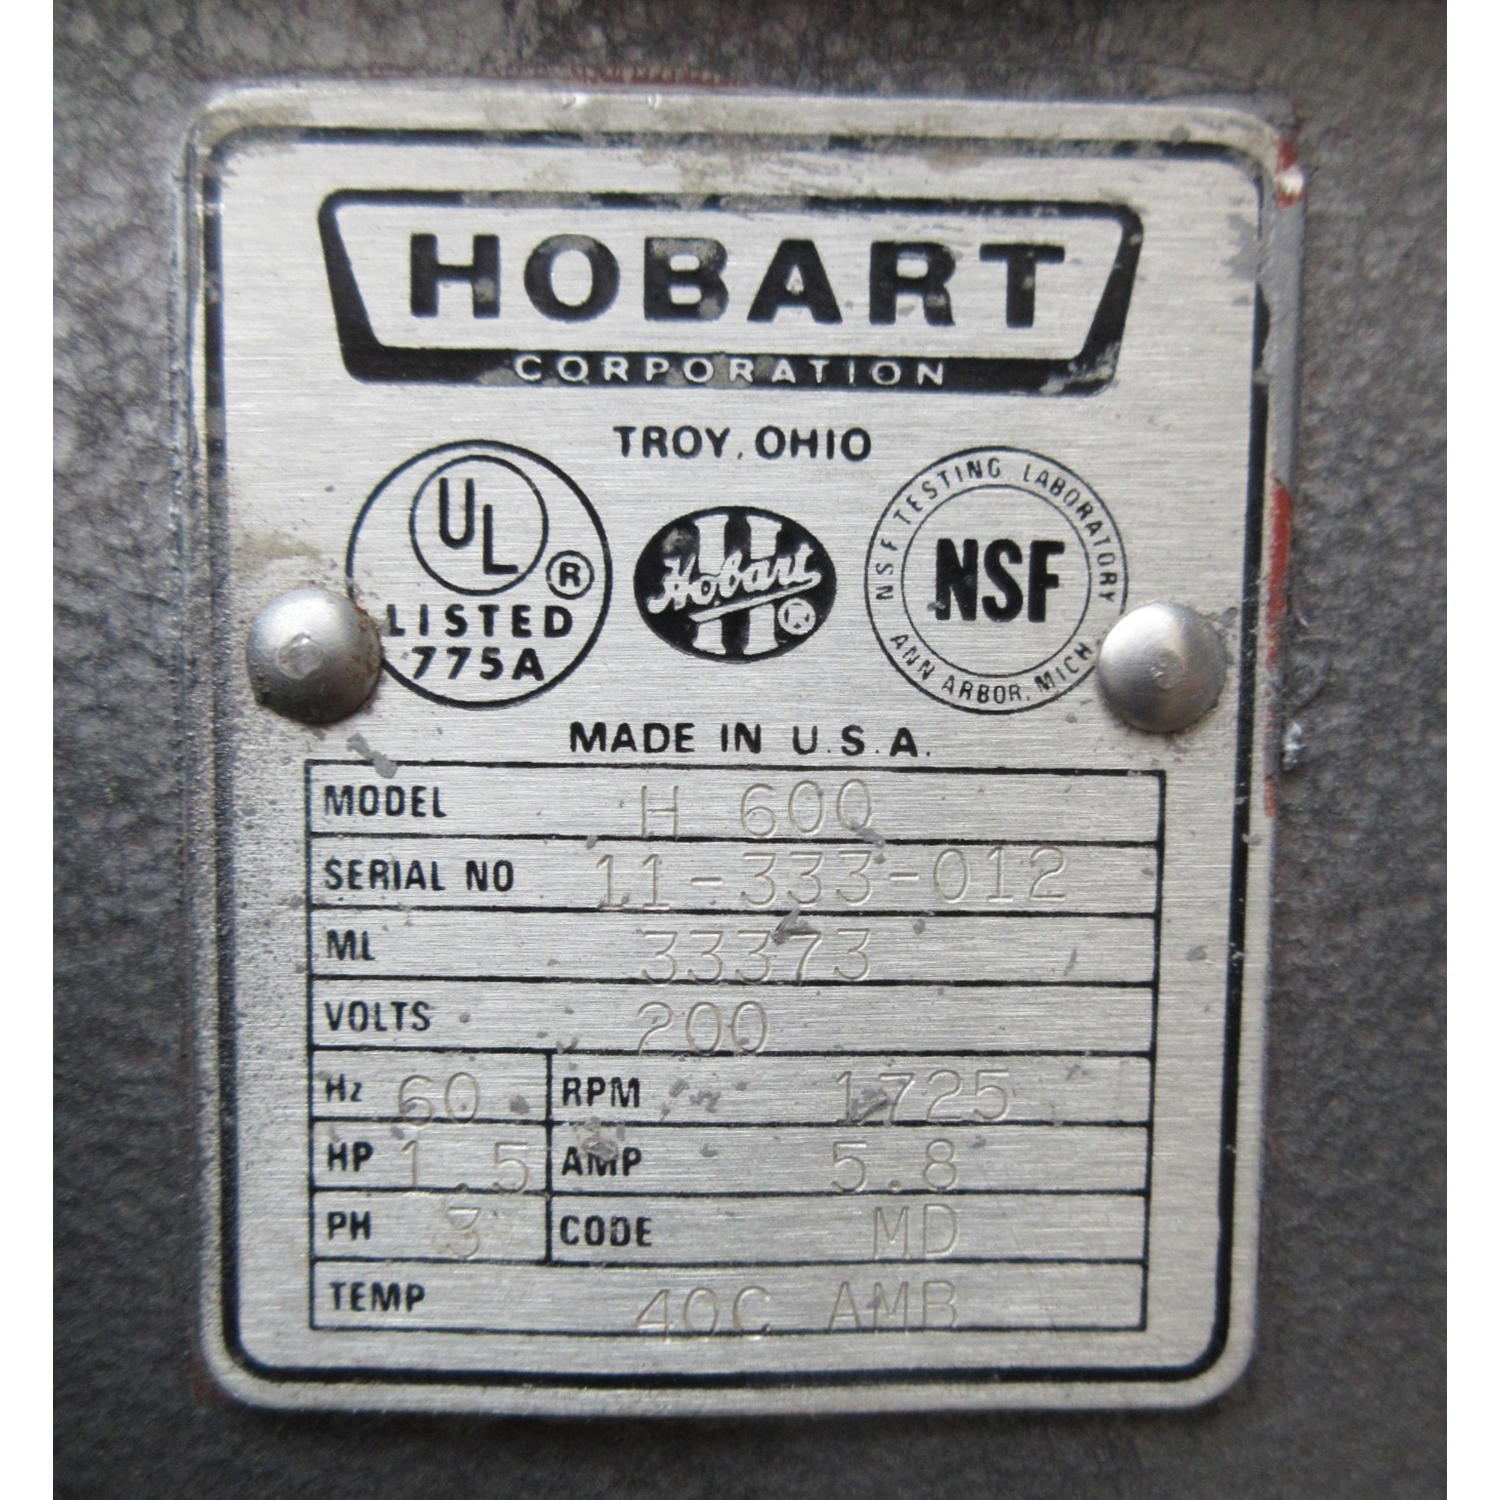 HOBART
CORPORATION
TROY, OHIO
UL ®
LISTED
775A
Hobart
NSF TESTING LABORATORY
NSF
ANN ARBOR, MICH.
MADE IN U.S.A.
MODEL H 600
SERIAL NO 11-333-012
ML 33373
VOLTS 200
Hz 60 RPM 1725
HP 1.5 AMP 5.8
PH 3 CODE MD
TEMP 40C AMB